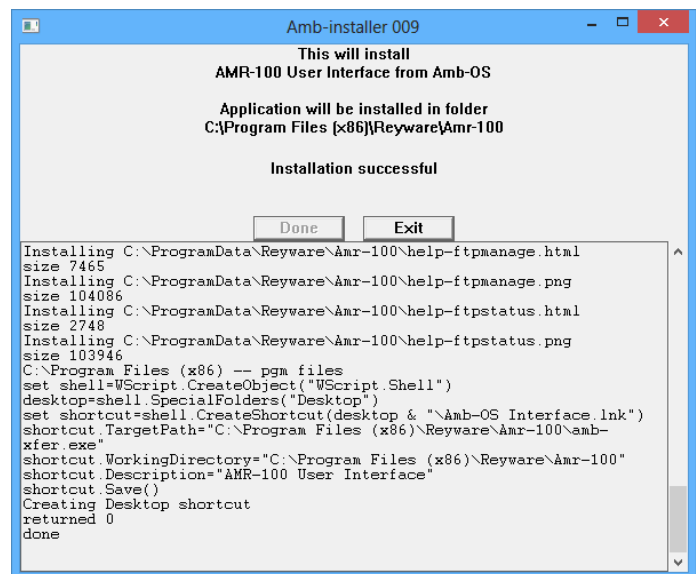 Amb-installer 009
This will install
AMR-100 User Interface from Amb-OS
Application will be installed in folder
C:\Program Files (x86)\Reyware\Amr-100
Installation successful
Done
Exit
Installing C:\ProgramData\Reyware\Amr-100\help-ftpmanage.html
size 7465
Installing C:\ProgramData\Reyware\Amr-100\help-ftpmanage.png
size 104086
Installing C:\ProgramData\Reyware\Amr-100\help-ftpstatus.html
size 2748
Installing C:\ProgramData\Reyware\Amr-100\help-ftpstatus.png
size 103946
C:\Program Files (x86) -- pgm files
set shell=WScript.CreateObject("WScript.Shell")
desktop=shell.SpecialFolders("Desktop")
set shortcut=shell.CreateShortcut(desktop & "\Amb-OS Interface.lnk")
shortcut.TargetPath="C:\Program Files (x86)\Reyware\Amr-100\amb-
xfer.exe"
shortcut.WorkingDirectory="C:\Program Files (x86)\Reyware\Amr-100"
shortcut.Description="AMR-100 User Interface"
shortcut.Save()
Creating Desktop shortcut
returned 0
done